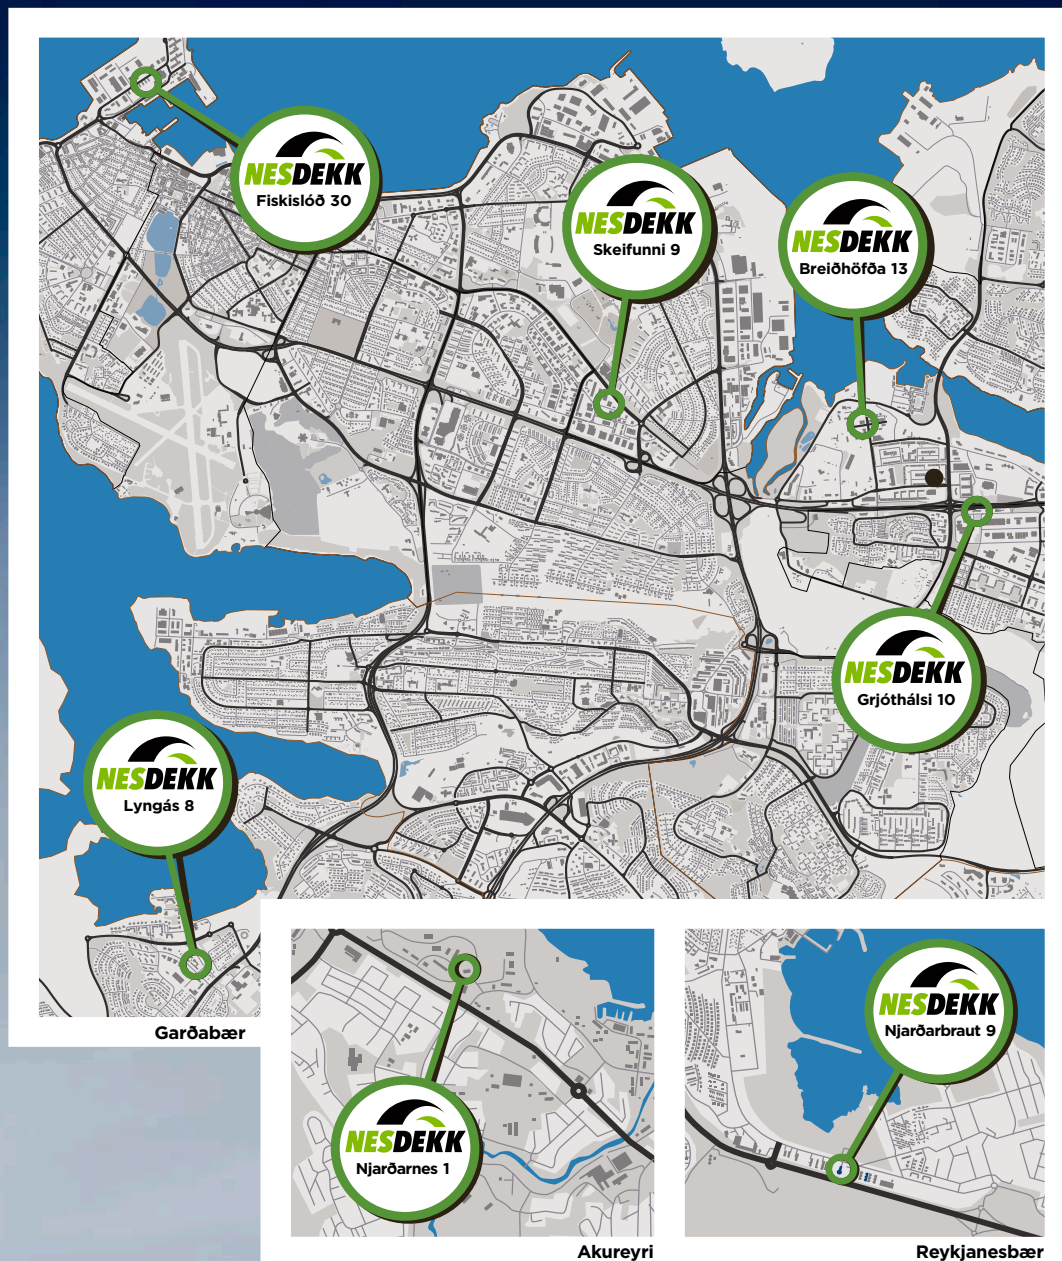 NESDEKK
Fiskislóð 30
NESDEKK
Skeifunni 9
NESDEKK
Breiðhöfða 13
NESDEKK
Grjóthálsi 10
NESDEKK
Lyngás 8
Garðabær
NESDEKK
Njarðarnes 1
Akureyri
NESDEKK
Njarðarbraut 9
Reykjanesbær